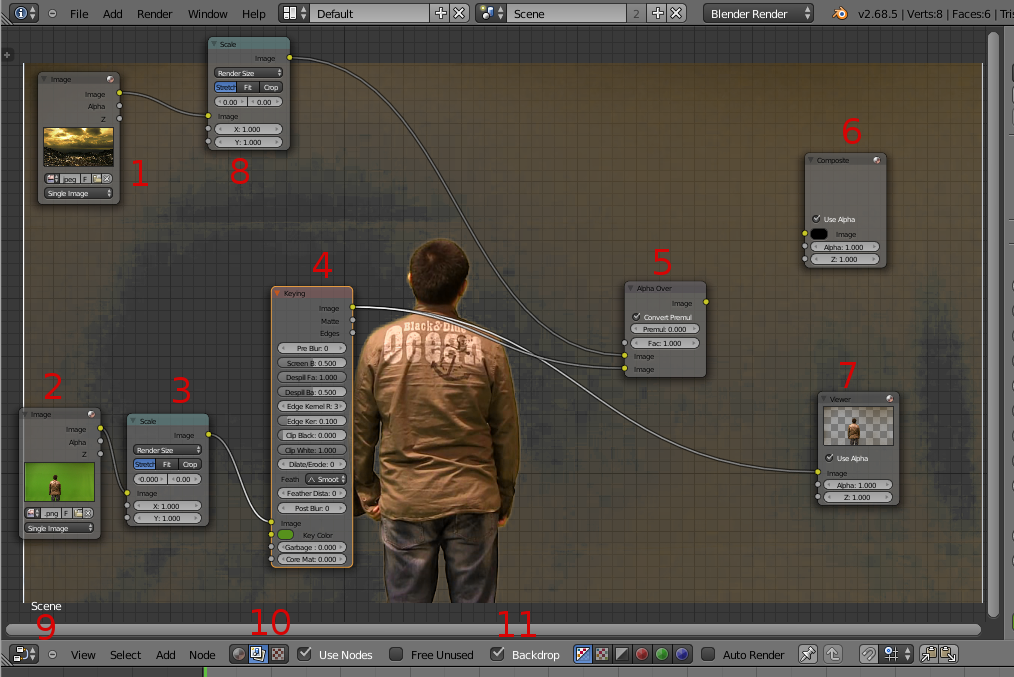 File Add Render Window Help Default Scene 2 Blender Render v2.68.5 | Verts:8 | Faces:6 | Tris
Scale
Image
Render Size
Stretch Fit Crop
0.00 0.00
Image
X: 1.000
Y: 1.000
8
Image
Image
Alpha
Z
jpeg F
Single Image
1
6
Composite
Use Alpha
Image
Alpha: 1.000
Z: 1.000
4
Keying
Image
Matte
Edges
Pre Blur: 0
Screen B: 0.500
Despill Fa: 1.000
Despill Ba: 0.500
Edge Kernel R: 3
Edge Ker: 0.100
Clip Black: 0.000
Clip White: 1.000
Dilate/Erode: 0
Feath Smoot
Feather Dista: 0
Post Blur: 0
Image
Key Color
Garbage : 0.000
Core Mat: 0.000
Black & Blue
Ocean
5
Alpha Over
Image
Convert Premul
Premul: 0.000
Fac: 1.000
Image
Image
2
Image
Image
Alpha
Z
.png F
Single Image
3
Scale
Image
Render Size
Stretch Fit Crop
0.000 0.00
Image
X: 1.000
Y: 1.000
7
Viewer
Use Alpha
Image
Alpha: 1.000
Z: 1.000
Scene
9 10 11
View Select Add Node Use Nodes Free Unused Backdrop Auto Render